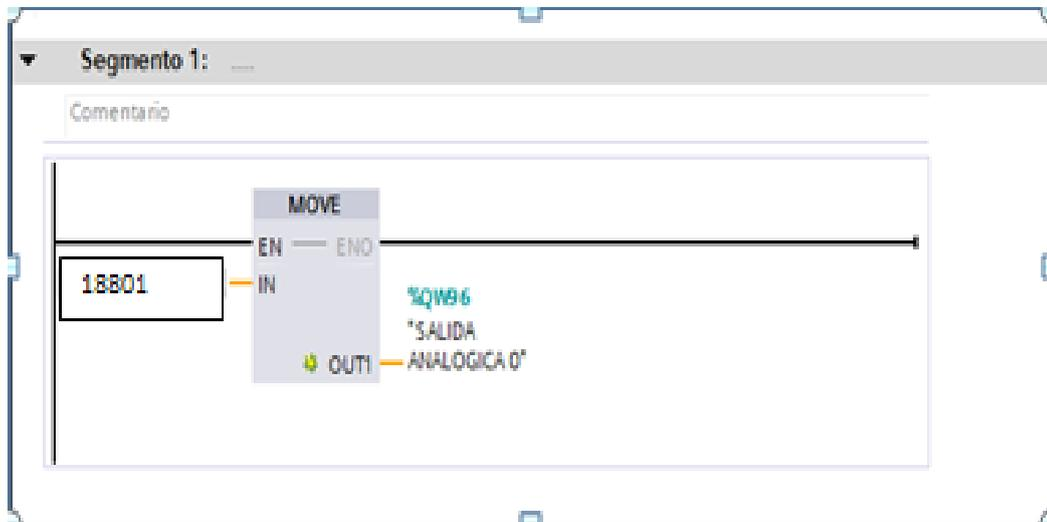 Segmento 1: ....
Comentario
MOVE
EN ENO
18801
IN
%QW96
"SALIDA
ANALOGICA 0"
OUT1